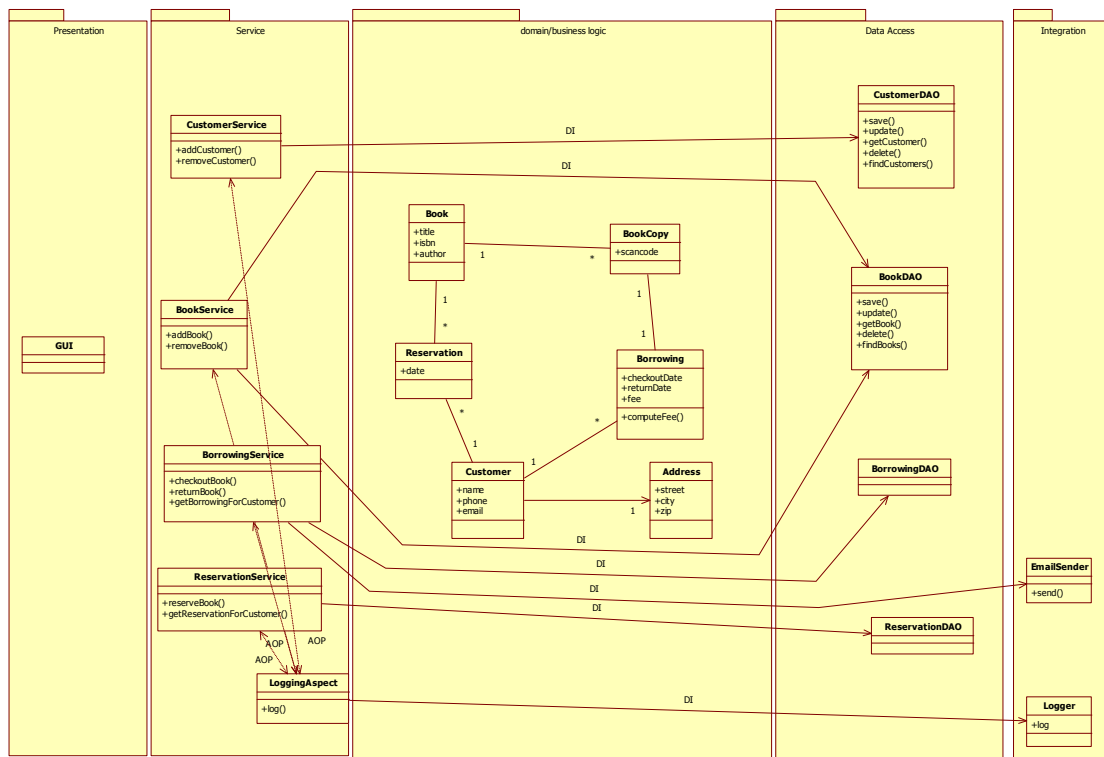 Presentation
Service
domain/business logic
Data Access
Integration
GUI
CustomerService
+addCustomer()
+removeCustomer()
BookService
+addBook()
+removeBook()
BorrowingService
+checkoutBook()
+returnBook()
+getBorrowingForCustomer()
ReservationService
+reserveBook()
+getReservationForCustomer()
AOP
AOP
AOP
LoggingAspect
+log()
DI
DI
Book
+title
+isbn
+author
1
*
BookCopy
+scancode
1
*
1
1
Reservation
+date
Borrowing
+checkoutDate
+returnDate
+fee
+computeFee()
*
1
*
1
Customer
+name
+phone
+email
1
Address
+street
+city
+zip
DI
DI
DI
DI
DI
CustomerDAO
+save()
+update()
+getCustomer()
+delete()
+findCustomers()
BookDAO
+save()
+update()
+getBook()
+delete()
+findBooks()
BorrowingDAO
ReservationDAO
EmailSender
+send()
Logger
+log